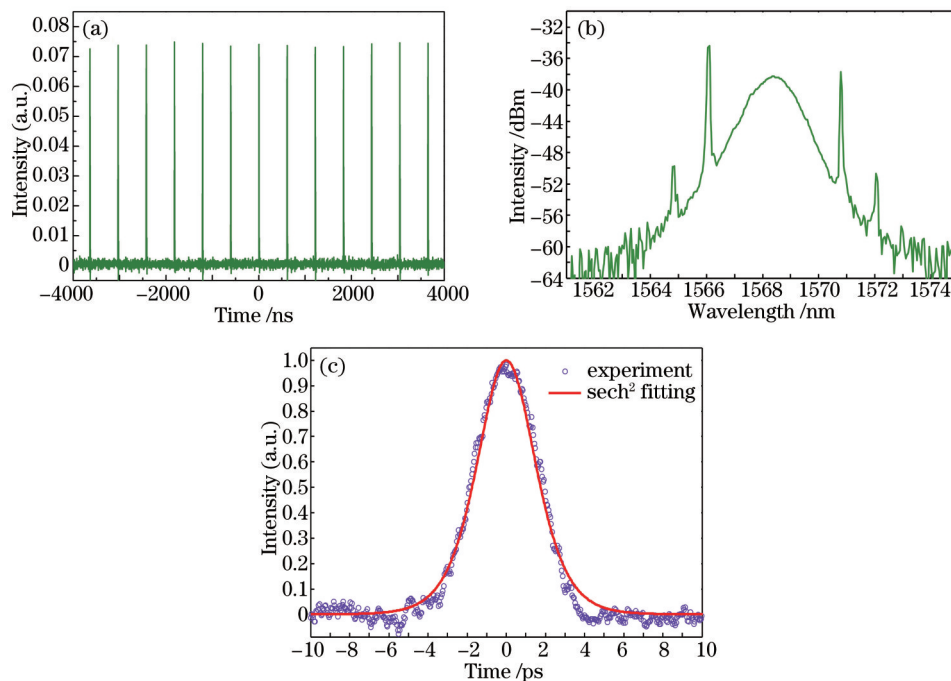 (a)
0.08
0.07
0.06
0.05
0.04
0.03
0.02
0.01
0
Intensity (a.u.)
−4000 −2000 0 2000 4000
Time /ns
(b)
−32
−36
−40
−44
−48
−52
−56
−60
−64
Intensity /dBm
1562 1564 1566 1568 1570 1572 1574
Wavelength /nm
(c)
experiment
sech² fitting
1.0
0.9
0.8
0.7
0.6
0.5
0.4
0.3
0.2
0.1
0
Intensity (a.u.)
−10 −8 −6 −4 −2 0 2 4 6 8 10
Time /ps